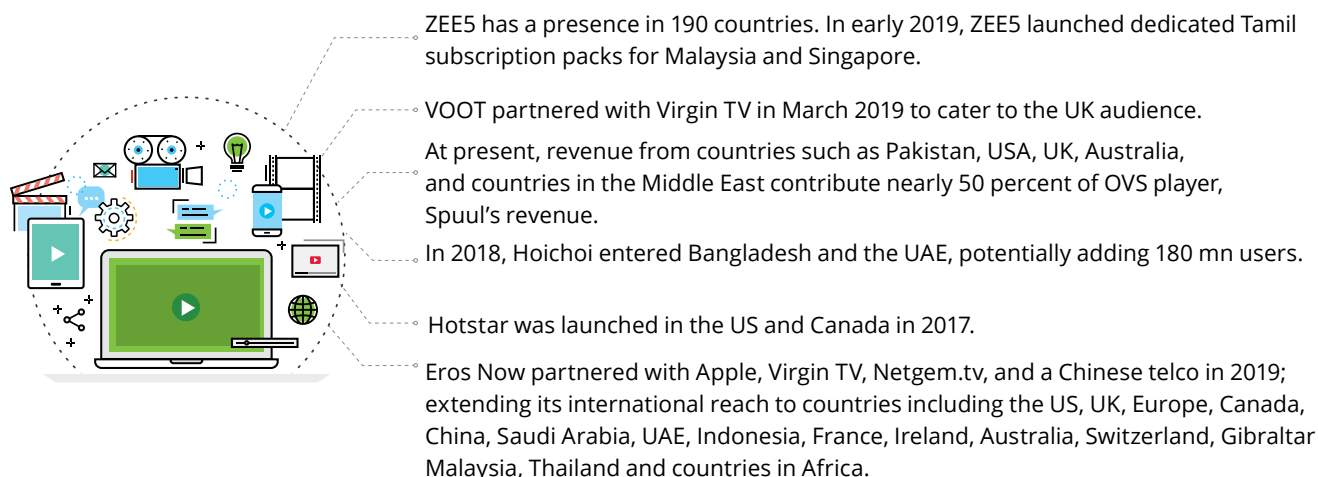 ZEE5 has a presence in 190 countries. In early 2019, ZEE5 launched dedicated Tamil
subscription packs for Malaysia and Singapore.
VOOT partnered with Virgin TV in March 2019 to cater to the UK audience.
At present, revenue from countries such as Pakistan, USA, UK, Australia,
and countries in the Middle East contribute nearly 50 percent of OVS player,
Spuul’s revenue.
In 2018, Hoichoi entered Bangladesh and the UAE, potentially adding 180 mn users.
Hotstar was launched in the US and Canada in 2017.
Eros Now partnered with Apple, Virgin TV, Netgem.tv, and a Chinese telco in 2019;
extending its international reach to countries including the US, UK, Europe, Canada,
China, Saudi Arabia, UAE, Indonesia, France, Ireland, Australia, Switzerland, Gibraltar
Malaysia, Thailand and countries in Africa.